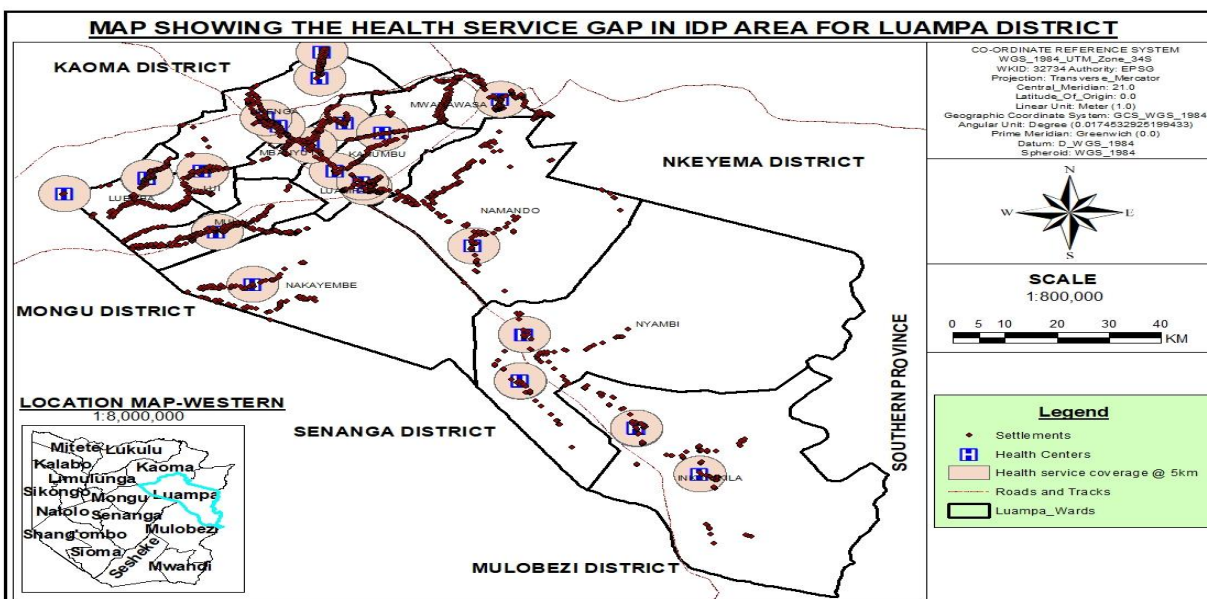 MAP SHOWING THE HEALTH SERVICE GAP IN IDP AREA FOR LUAMPA DISTRICT
CO-ORDINATE REFERENCE SYSTEM
WGS_1984_UTM_Zone_34S
WKID: 32734 Authority: EPSG
Projection: Transverse_Mercator
Central_Meridian: 21.0
Latitude_Of_Origin: 0.0
Linear Unit: Meter (1.0)
Geographic Coordinate System: GCS_WGS_1984
Angular Unit: Degree (0.0174532925199433)
Prime Meridian: Greenwich (0.0)
Datum: D_WGS_1984
Spheroid: WGS_1984
N
W E
S
SCALE
1:800,000
0 5 10 20 30 40
KM
Legend
Settlements
H Health Centers
Health service coverage @ 5km
Roads and Tracks
Luampa_Wards
KAOMA DISTRICT
NKEYEMA DISTRICT
NAMANDO
NAKAYEMBE
MONGU DISTRICT
NYAMBI
SOUTHERN PROVINCE
SENANGA DISTRICT
MULOBEZI DISTRICT
LOCATION MAP-WESTERN
1:8,000,000
Mitete
Lukulu
Kalabo
Kaoma
Limulunga
Sikongo
Mongu
Luampa
Nalolo
Senanga
Shang'ombo
Mulobezi
Sioma
Sesheke
Mwandi